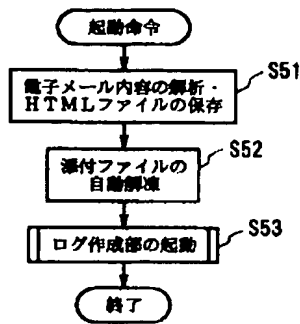 起動命令
電子メール内容の解析・
HTMLファイルの保存
S51
添付ファイルの
自動解凍
S52
ログ作成部の起動
S53
終了